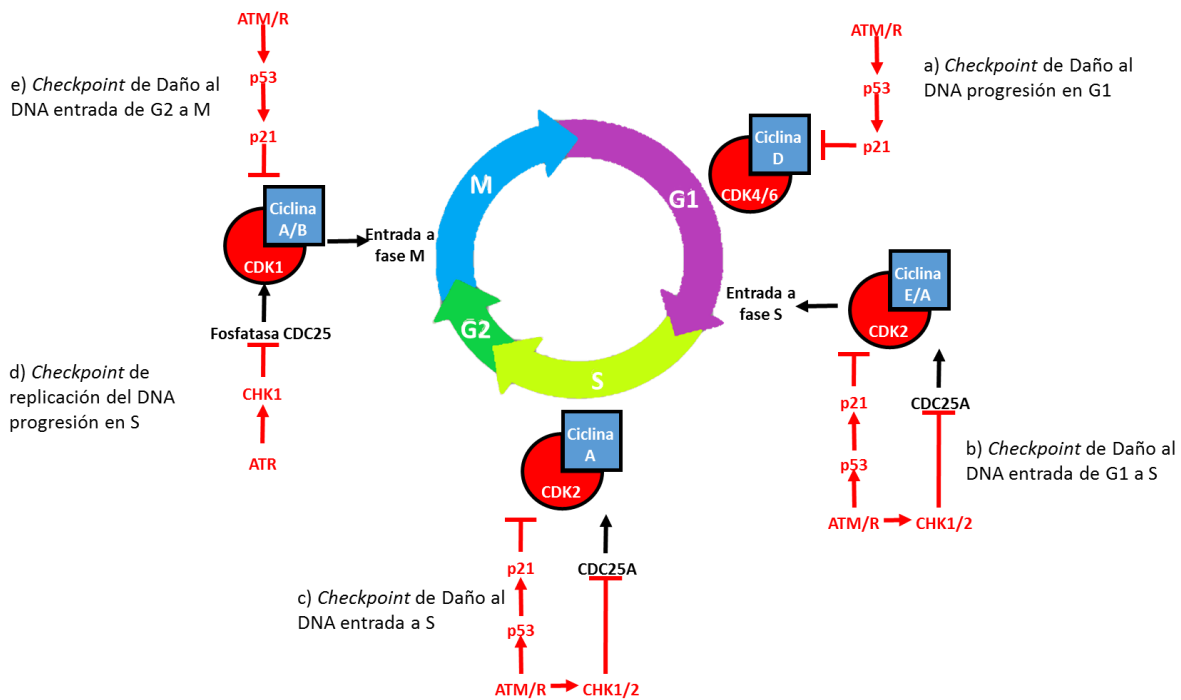 ATM/R
p53
p21
e) Checkpoint de Daño al
DNA entrada de G2 a M
Ciclina
A/B
CDK1
Entrada a
fase M
Fosfatasa CDC25
CHK1
ATR
d) Checkpoint de
replicación del DNA
progresión en S
M
G1
G2
S
ATM/R
p53
p21
a) Checkpoint de Daño al
DNA progresión en G1
Ciclina
D
CDK4/6
Entrada a
fase S
Ciclina
E/A
CDK2
p21
CDC25A
p53
ATM/R
CHK1/2
b) Checkpoint de Daño al
DNA entrada de G1 a S
Ciclina
A
CDK2
p21
CDC25A
p53
ATM/R
CHK1/2
c) Checkpoint de Daño al
DNA entrada a S